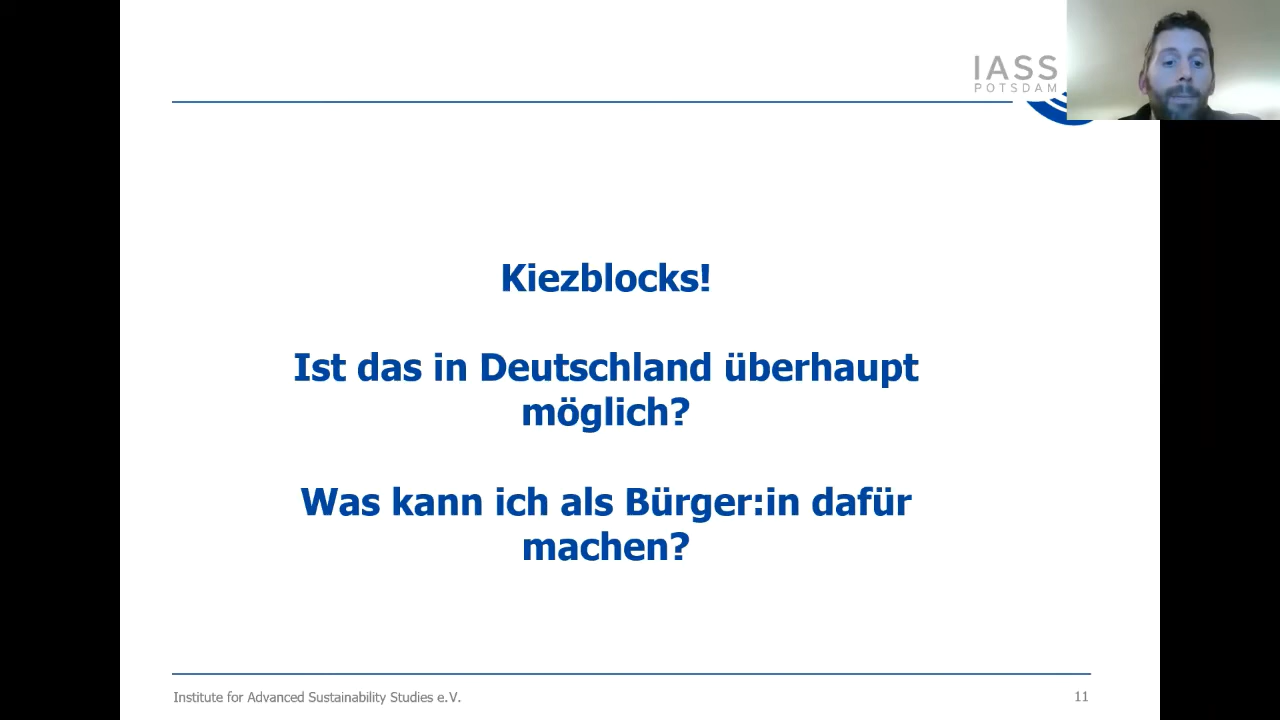 IASS
POTSDAM
Kiezblocks!
Ist das in Deutschland überhaupt
möglich?
Was kann ich als Bürger:in dafür
machen?
Institute for Advanced Sustainability Studies e.V.
11